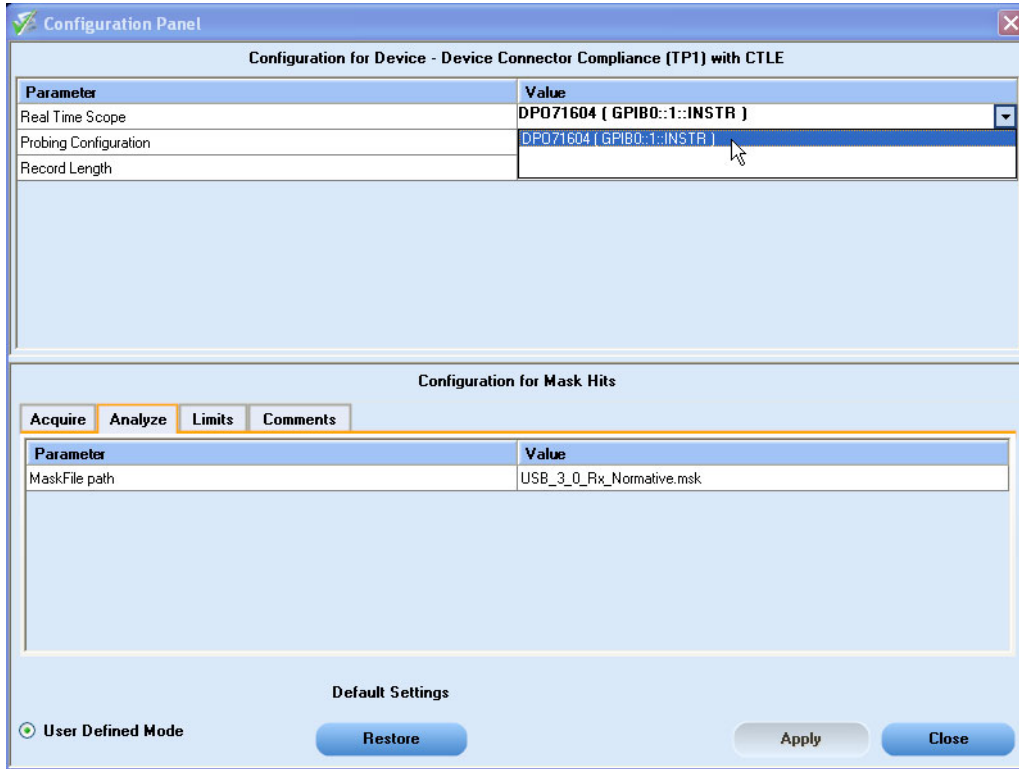 Configuration Panel
Configuration for Device - Device Connector Compliance (TP1) with CTLE
Parameter Value
Real Time Scope DPO71604 ( GPIB0::1::INSTR )
Probing Configuration DPO71604 ( GPIB0::1::INSTR )
Record Length
Configuration for Mask Hits
Acquire Analyze Limits Comments
Parameter Value
MaskFile path USB_3_0_Rx_Normative.msk
Default Settings
User Defined Mode Restore Apply Close